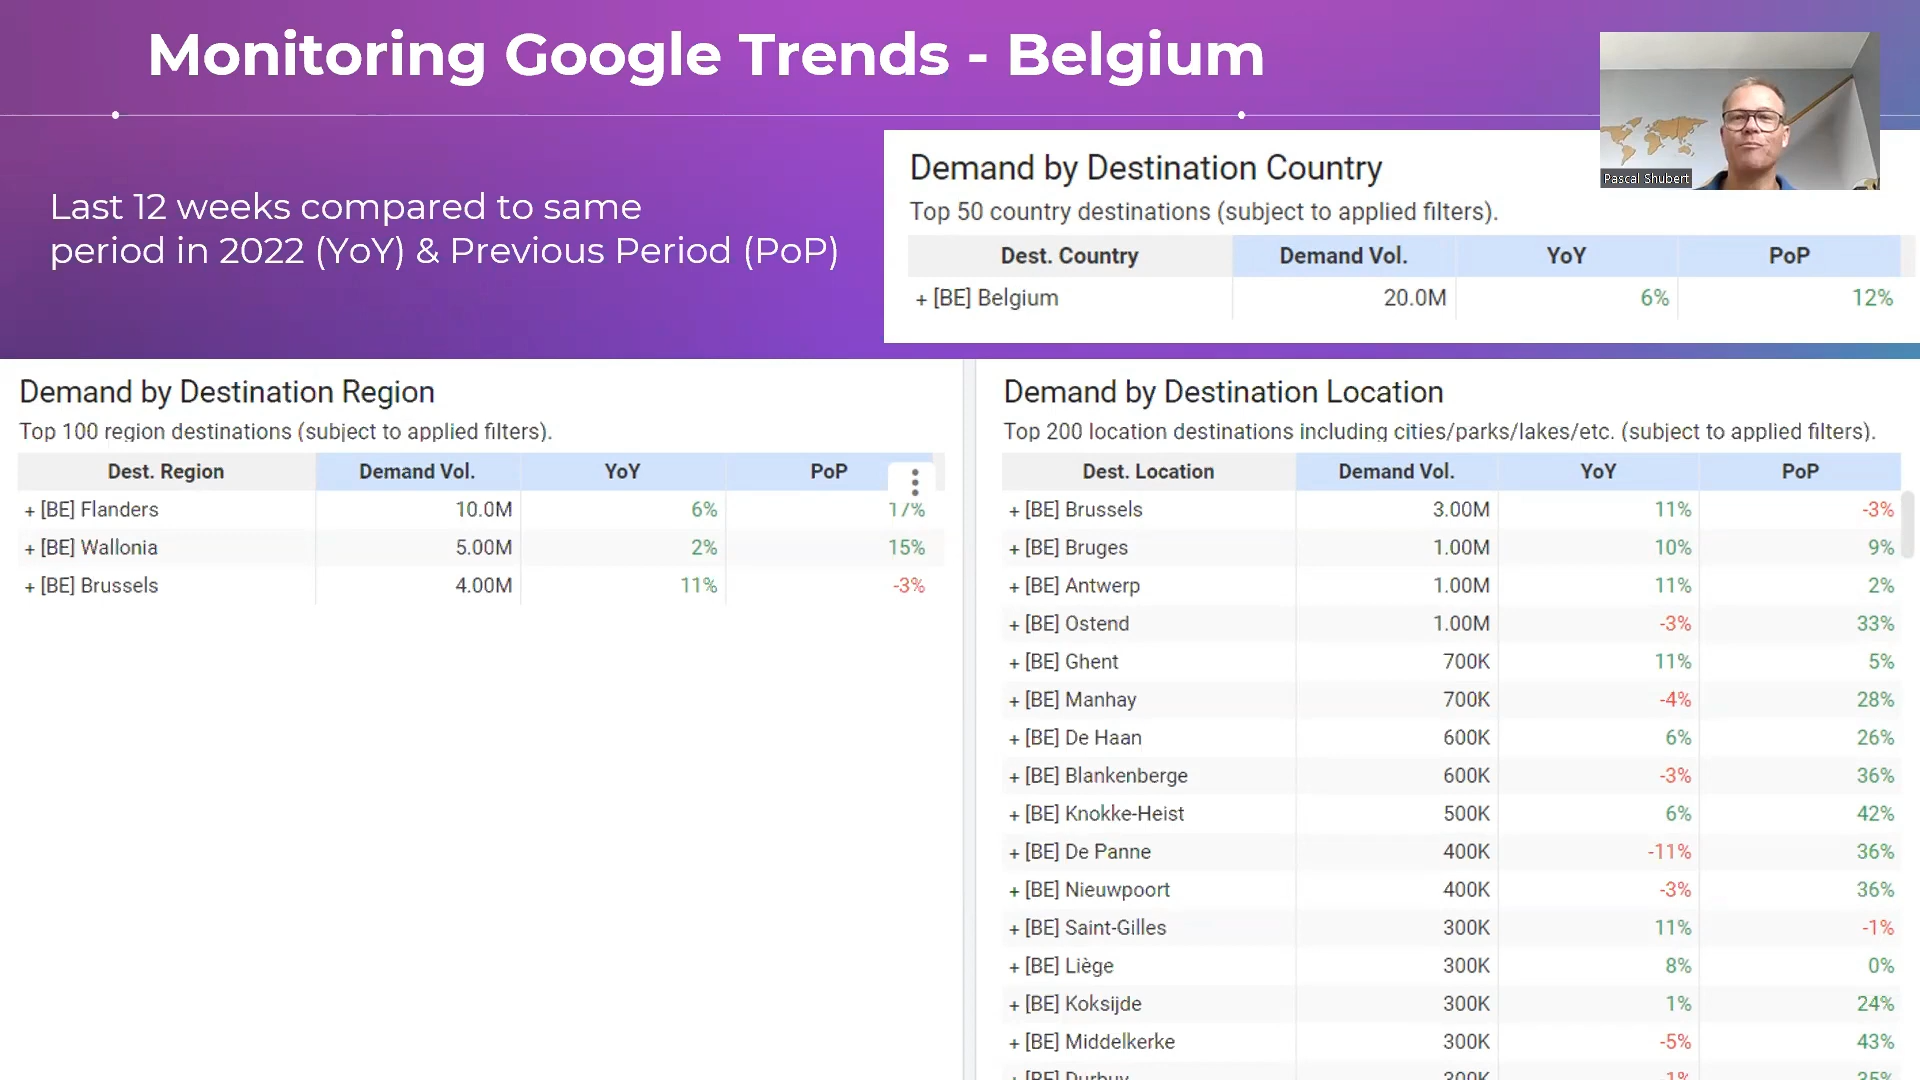 Monitoring Google Trends - Belgium
Pascal Shubert
Last 12 weeks compared to same
period in 2022 (YoY) & Previous Period (PoP)
Demand by Destination Country
Top 50 country destinations (subject to applied filters).
Dest. Country Demand Vol. YoY PoP
+ [BE] Belgium 20.0M 6% 12%
Demand by Destination Region
Top 100 region destinations (subject to applied filters).
Dest. Region Demand Vol. YoY PoP
+ [BE] Flanders 10.0M 6% 17%
+ [BE] Wallonia 5.00M 2% 15%
+ [BE] Brussels 4.00M 11% -3%
Demand by Destination Location
Top 200 location destinations including cities/parks/lakes/etc. (subject to applied filters).
Dest. Location Demand Vol. YoY PoP
+ [BE] Brussels 3.00M 11% -3%
+ [BE] Bruges 1.00M 10% 9%
+ [BE] Antwerp 1.00M 11% 2%
+ [BE] Ostend 1.00M -3% 33%
+ [BE] Ghent 700K 11% 5%
+ [BE] Manhay 700K -4% 28%
+ [BE] De Haan 600K 6% 26%
+ [BE] Blankenberge 600K -3% 36%
+ [BE] Knokke-Heist 500K 6% 42%
+ [BE] De Panne 400K -11% 36%
+ [BE] Nieuwpoort 400K -3% 36%
+ [BE] Saint-Gilles 300K 11% -1%
+ [BE] Liège 300K 8% 0%
+ [BE] Koksijde 300K 1% 24%
+ [BE] Middelkerke 300K -5% 43%
+ [BE] Durbuy 300K -1% 35%